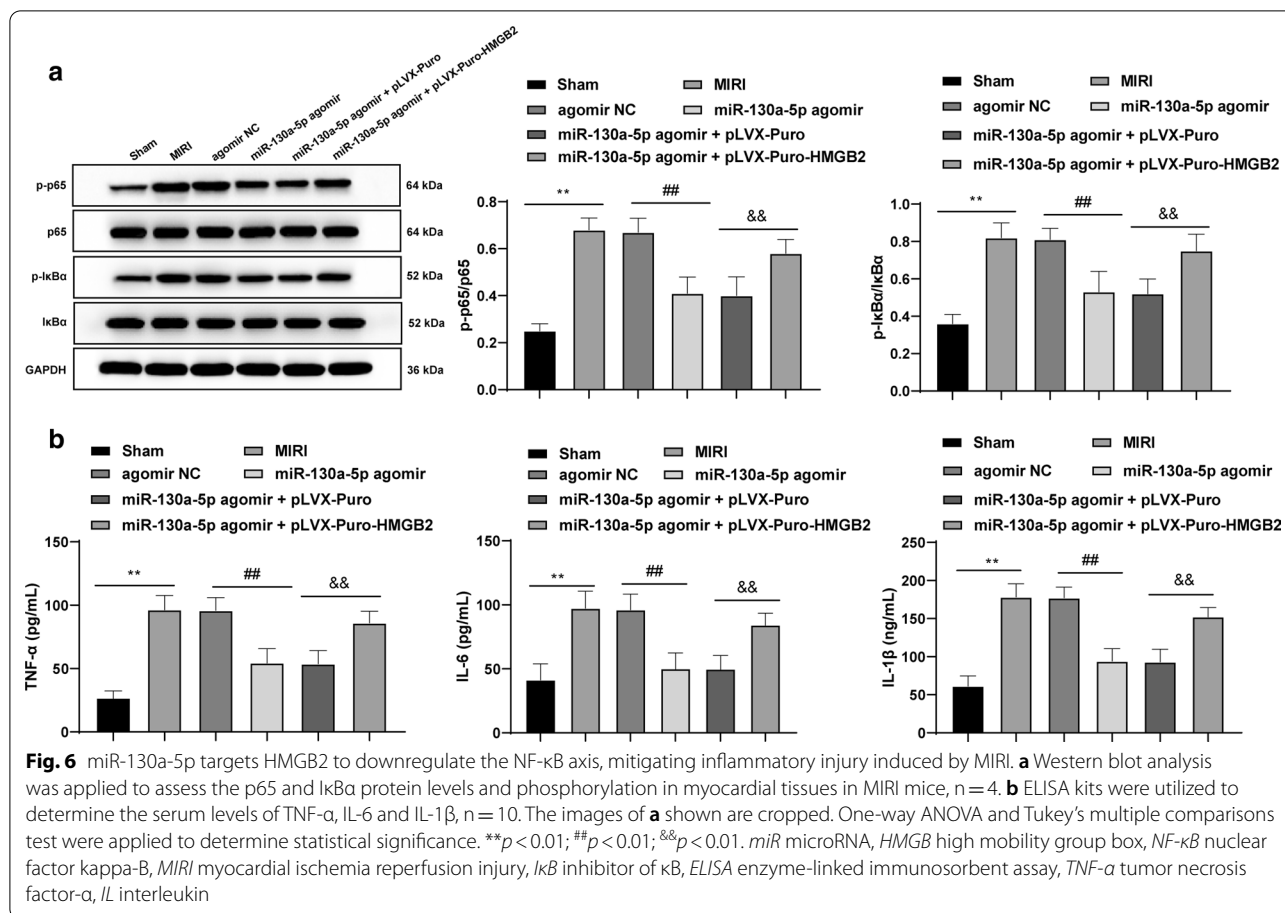 a
Sham
MIRI
agomir NC
miR-130a-5p agomir
miR-130a-5p agomir + pLVX-Puro
miR-130a-5p agomir + pLVX-Puro-HMGB2
p-p65
64 kDa
p65
64 kDa
p-IκBα
52 kDa
IκBα
52 kDa
GAPDH
36 kDa
Sham MIRI
agomir NC miR-130a-5p agomir
miR-130a-5p agomir + pLVX-Puro
miR-130a-5p agomir + pLVX-Puro-HMGB2
p-p65/p65
0.8
0.6
0.4
0.2
0.0
** ## &&
Sham MIRI
agomir NC miR-130a-5p agomir
miR-130a-5p agomir + pLVX-Puro
miR-130a-5p agomir + pLVX-Puro-HMGB2
p-IκBα/IκBα
1.0
0.8
0.6
0.4
0.2
0.0
** ## &&
b
Sham MIRI
agomir NC miR-130a-5p agomir
miR-130a-5p agomir + pLVX-Puro
miR-130a-5p agomir + pLVX-Puro-HMGB2
TNF-α (pg/mL)
150
100
50
0
** ## &&
Sham MIRI
agomir NC miR-130a-5p agomir
miR-130a-5p agomir + pLVX-Puro
miR-130a-5p agomir + pLVX-Puro-HMGB2
IL-6 (pg/mL)
150
100
50
0
** ## &&
Sham MIRI
agomir NC miR-130a-5p agomir
miR-130a-5p agomir + pLVX-Puro
miR-130a-5p agomir + pLVX-Puro-HMGB2
IL-1β (ng/mL)
250
200
150
100
50
0
** ## &&
Fig. 6 miR-130a-5p targets HMGB2 to downregulate the NF-κB axis, mitigating inflammatory injury induced by MIRI. a Western blot analysis
was applied to assess the p65 and IκBα protein levels and phosphorylation in myocardial tissues in MIRI mice, n = 4. b ELISA kits were utilized to
determine the serum levels of TNF-α, IL-6 and IL-1β, n = 10. The images of a shown are cropped. One-way ANOVA and Tukey's multiple comparisons
test were applied to determine statistical significance. **p < 0.01; ##p < 0.01; &&p < 0.01. miR microRNA, HMGB high mobility group box, NF-κB nuclear
factor kappa-B, MIRI myocardial ischemia reperfusion injury, IκB inhibitor of κB, ELISA enzyme-linked immunosorbent assay, TNF-α tumor necrosis
factor-α, IL interleukin